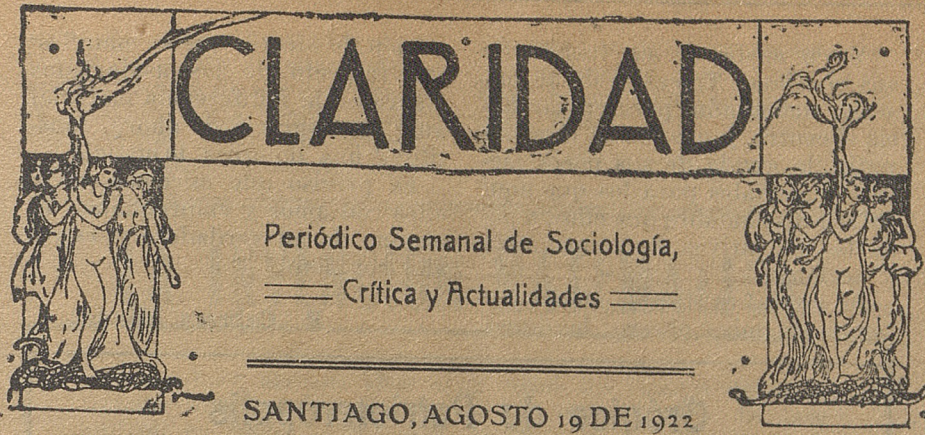 CLARIDAD
Periódico Semanal de Sociología,
Crítica y Actualidades
SANTIAGO, AGOSTO 19 DE 1922